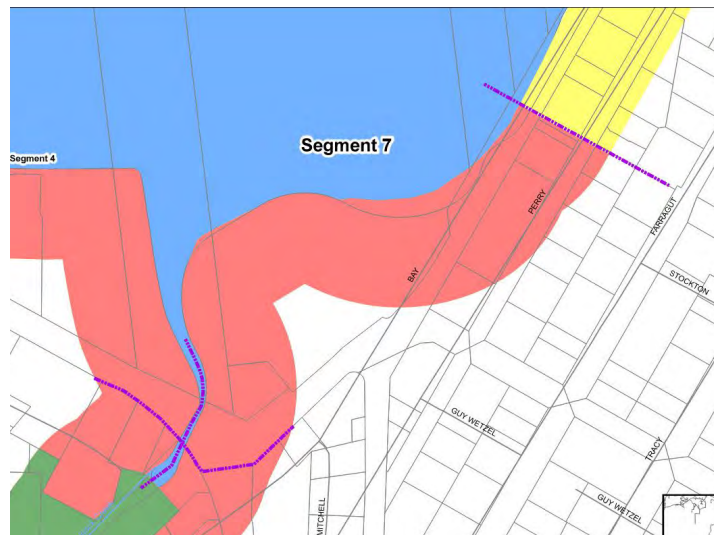 Segment 7
Segment 4
PERRY
FARRAGUT
BAY
STOCKTON
GUY WETZEL
TRACY
GUY WETZEL
MITCHELL